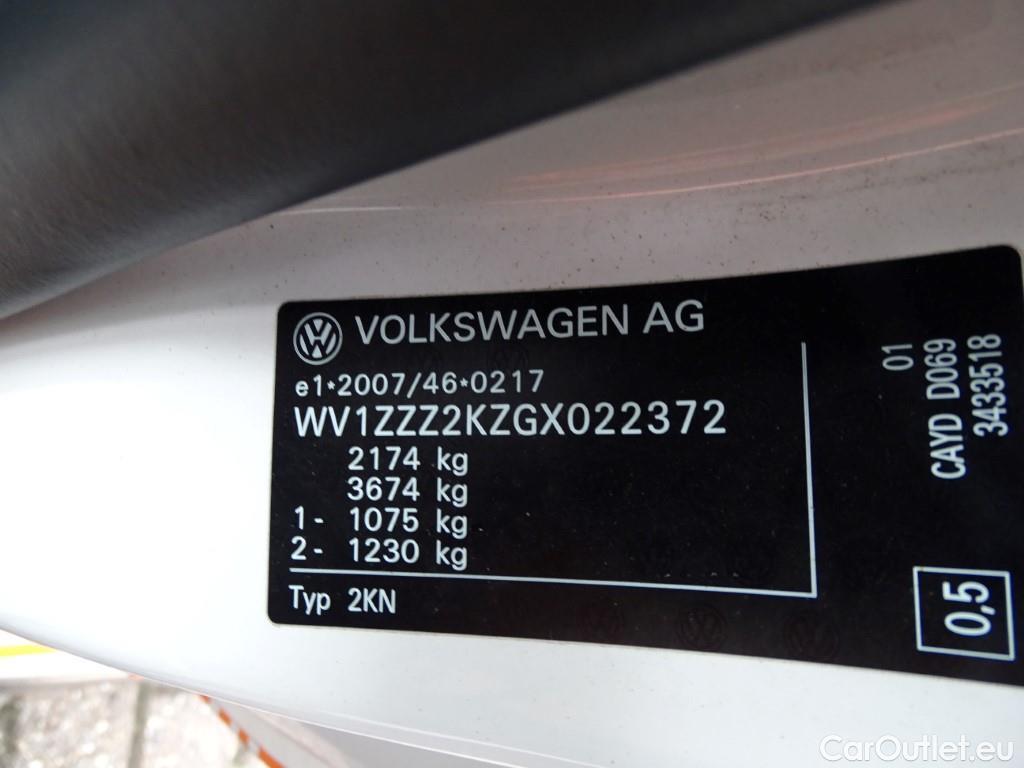 VOLKSWAGEN AG
e1*2007/46*0217
WV1ZZZ2KZGX022372
2174 kg
3674 kg
1- 1075 kg
2- 1230 kg
Typ 2KN
01
CAYD D069
3433518
0,5
CarOutlet.eu